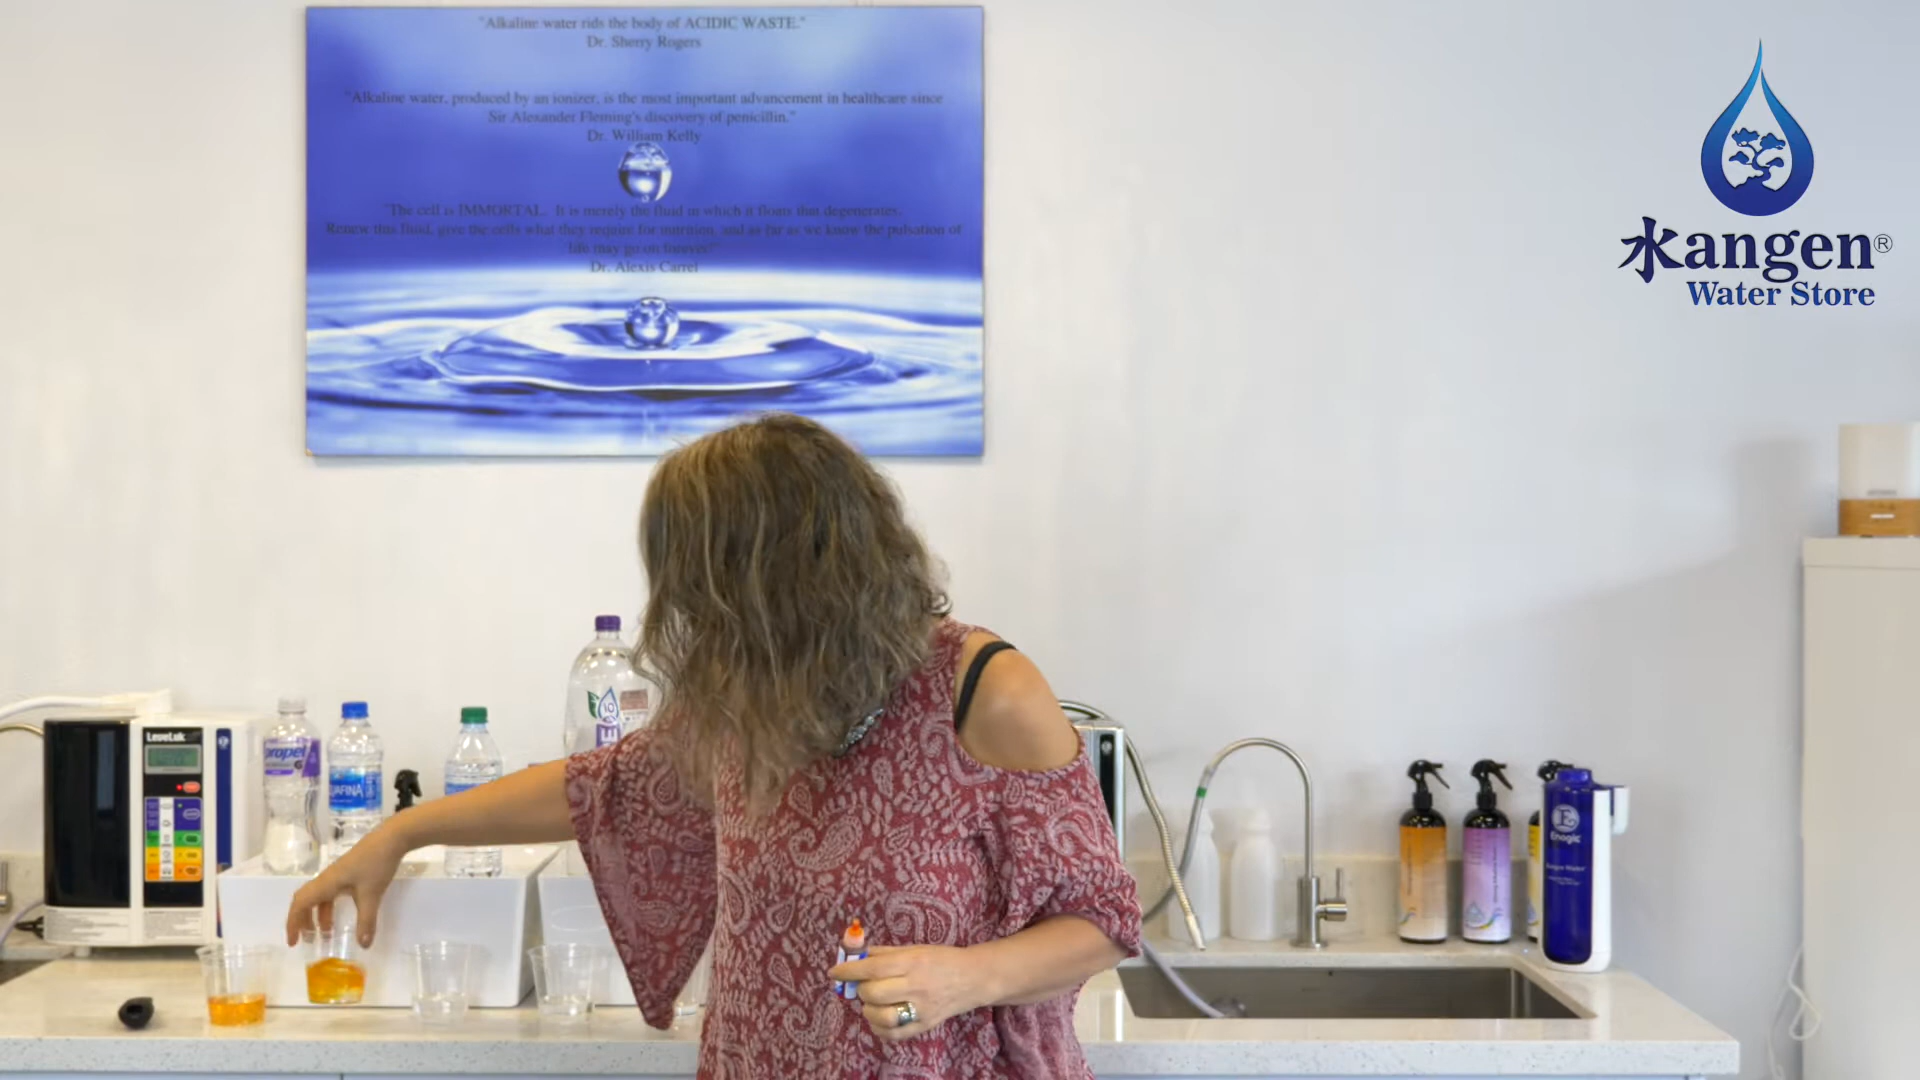 "Alkaline water rids the body of ACIDIC WASTE."
Dr. Sherry Rogers
"Alkaline water, produced by an ionizer, is the most important advancement in healthcare since
Sir Alexander Fleming's discovery of penicillin."
Dr. William Kelly
"The cell is IMMORTAL. It is merely the fluid in which it floats that degenerates.
Renew this fluid, give the cells what they require for nutrition, and as far as we know the pulsation of
life may go on forever!"
Dr. Alexis Carrel
水angen®
Water Store
LeveLuk
propel
UAFINA
10
E
Enagic
Kangen Water